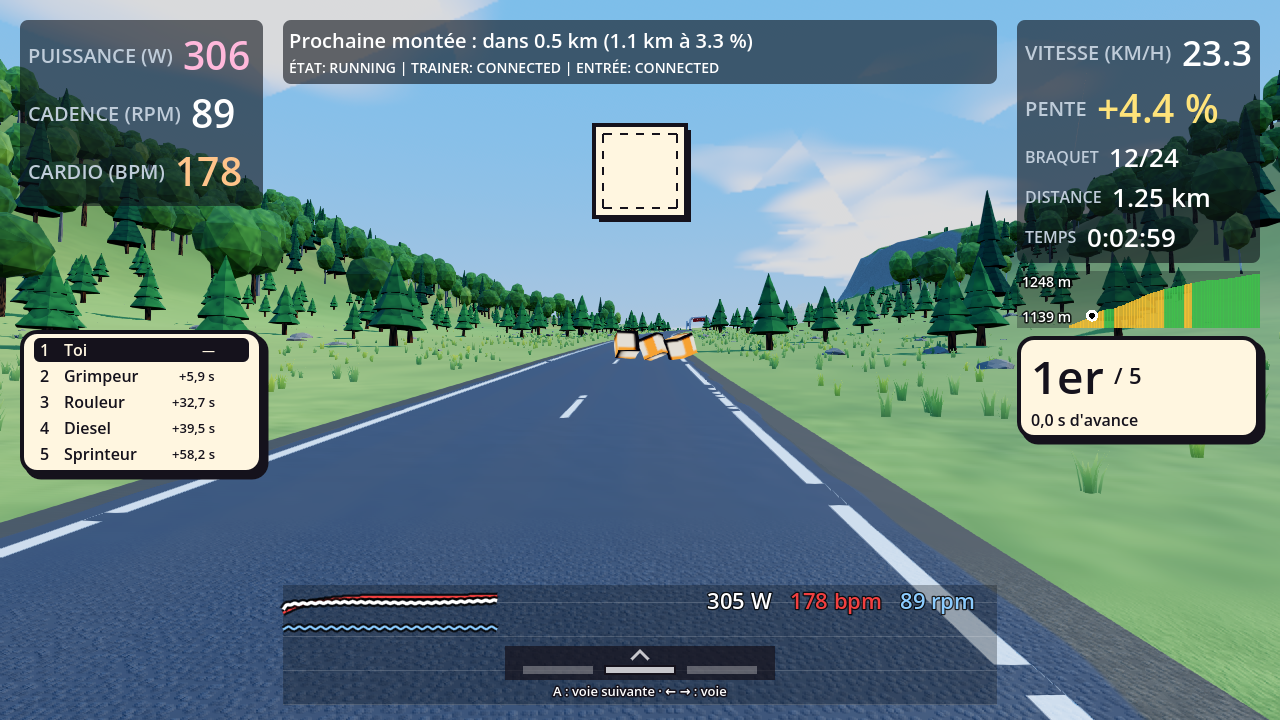 PUISSANCE (W) 306
CADENCE (RPM) 89
CARDIO (BPM) 178
Prochaine montée : dans 0.5 km (1.1 km à 3.3 %)
ÉTAT: RUNNING | TRAINER: CONNECTED | ENTRÉE: CONNECTED
VITESSE (KM/H) 23.3
PENTE +4.4 %
BRAQUET 12/24
DISTANCE 1.25 km
TEMPS 0:02:59
1248 m
1139 m
1 Toi —
2 Grimpeur +5,9 s
3 Rouleur +32,7 s
4 Diesel +39,5 s
5 Sprinteur +58,2 s
1er / 5
0,0 s d'avance
305 W 178 bpm 89 rpm
A : voie suivante · ← → : voie